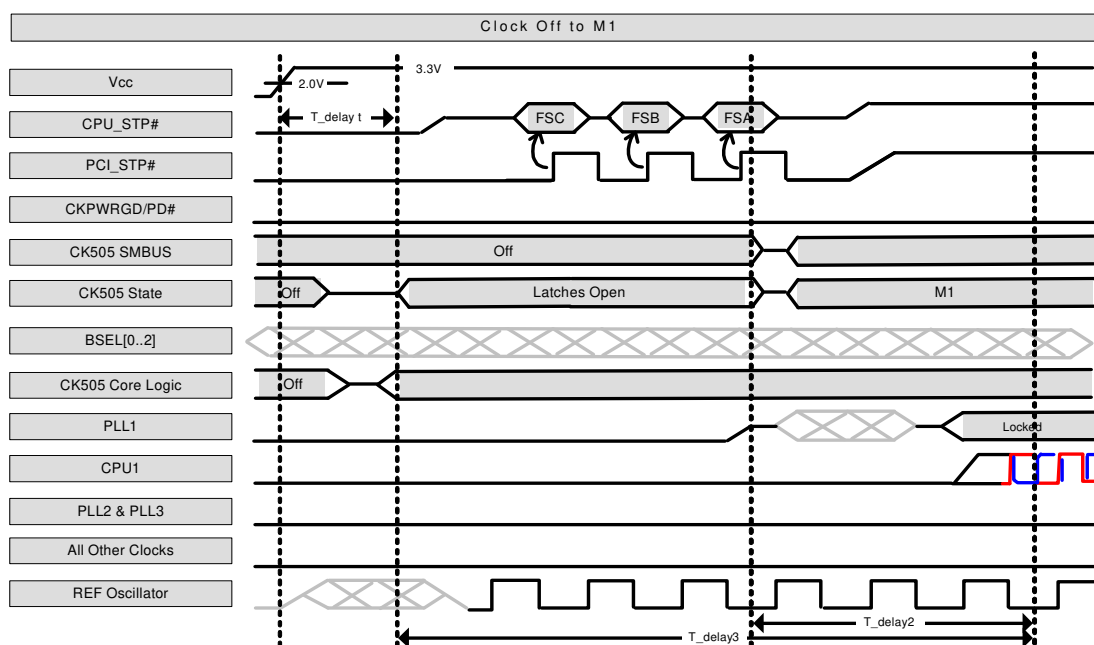 Clock Off to M1
Vcc
3.3V
2.0V
CPU_STP#
T_delay t
FSC
FSB
FSA
PCI_STP#
CKPWRGD/PD#
CK505 SMBUS
Off
CK505 State
Off
Latches Open
M1
BSEL[0..2]
CK505 Core Logic
Off
PLL1
Locked
CPU1
PLL2 & PLL3
All Other Clocks
REF Oscillator
T_delay2
T_delay3